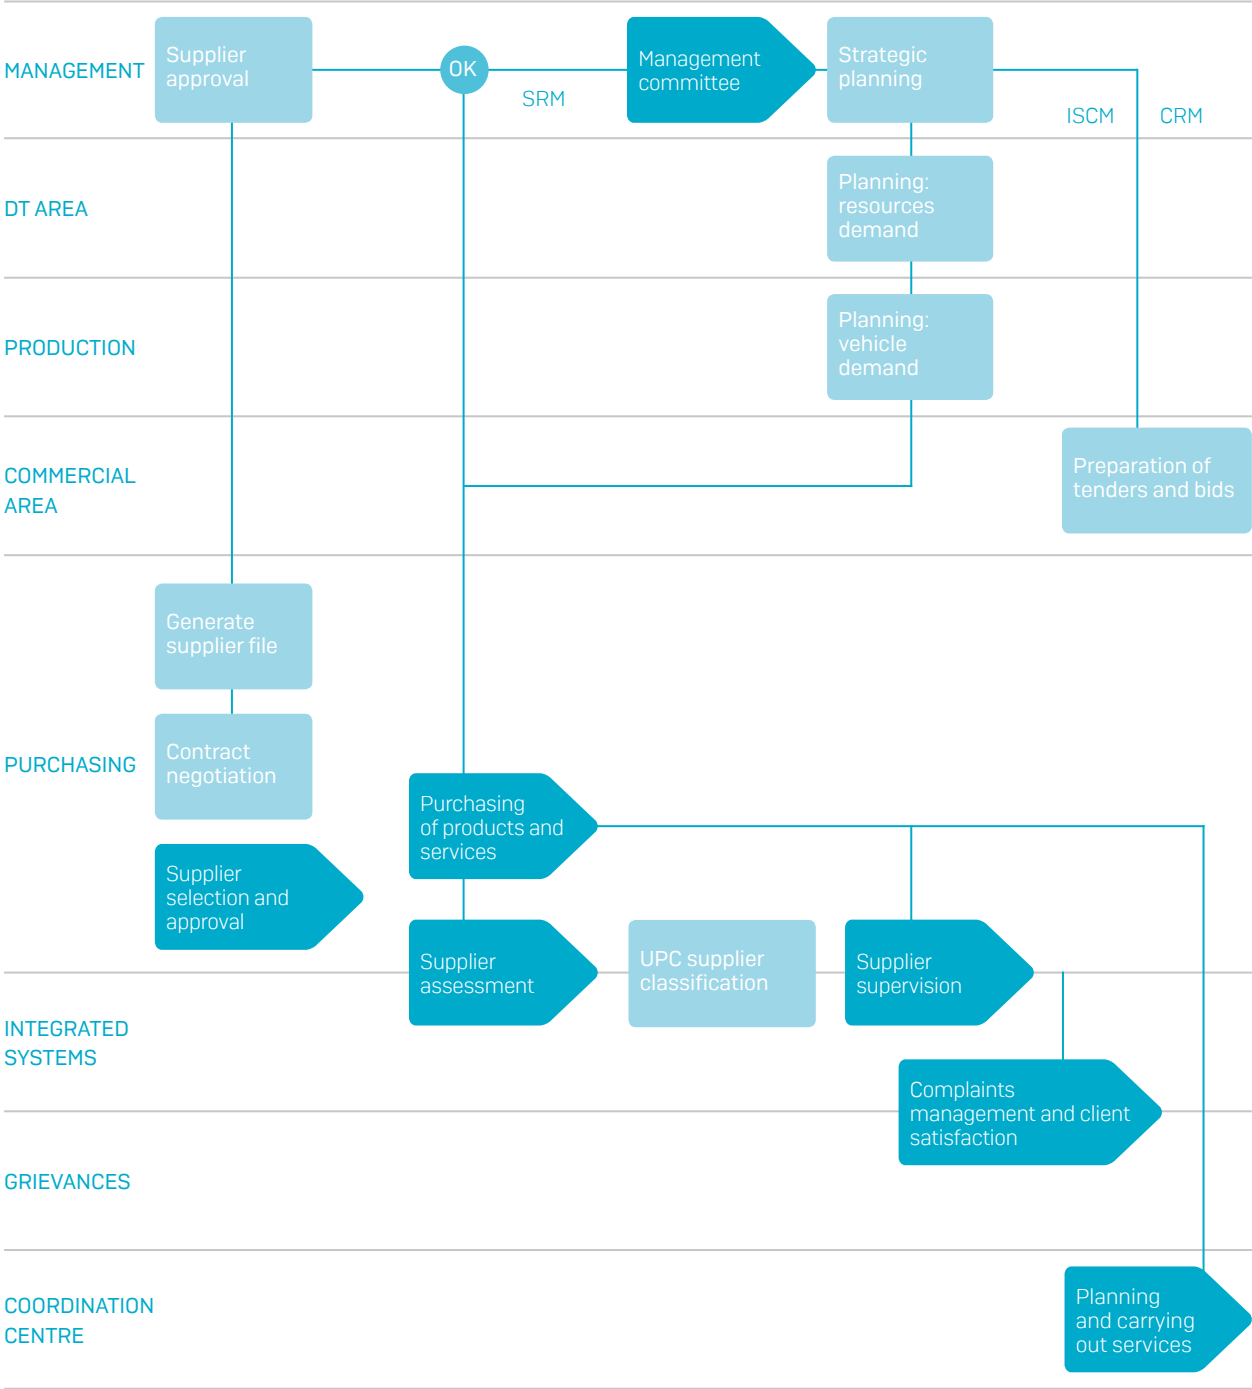 MANAGEMENT
Supplier
approval
OK
SRM
Management
committee
Strategic
planning
ISCM
CRM
DT AREA
Planning:
resources
demand
PRODUCTION
Planning:
vehicle
demand
COMMERCIAL
AREA
Preparation of
tenders and bids
PURCHASING
Generate
supplier file
Contract
negotiation
Supplier
selection and
approval
Purchasing
of products and
services
Supplier
assessment
UPC supplier
classification
Supplier
supervision
INTEGRATED
SYSTEMS
Complaints
management and client
satisfaction
GRIEVANCES
COORDINATION
CENTRE
Planning
and carrying
out services